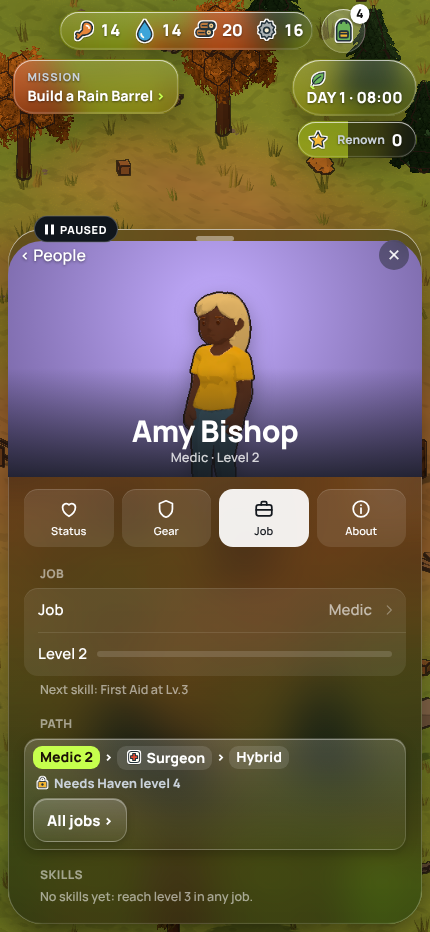 14 14 20 16 4
MISSION
Build a Rain Barrel ›
DAY 1 · 08:00
Renown 0
PAUSED
‹ People
Amy Bishop
Medic · Level 2
Status Gear Job About
JOB
Job Medic ›
Level 2
Next skill: First Aid at Lv.3
PATH
Medic 2 › Surgeon › Hybrid
Needs Haven level 4
All jobs ›
SKILLS
No skills yet: reach level 3 in any job.